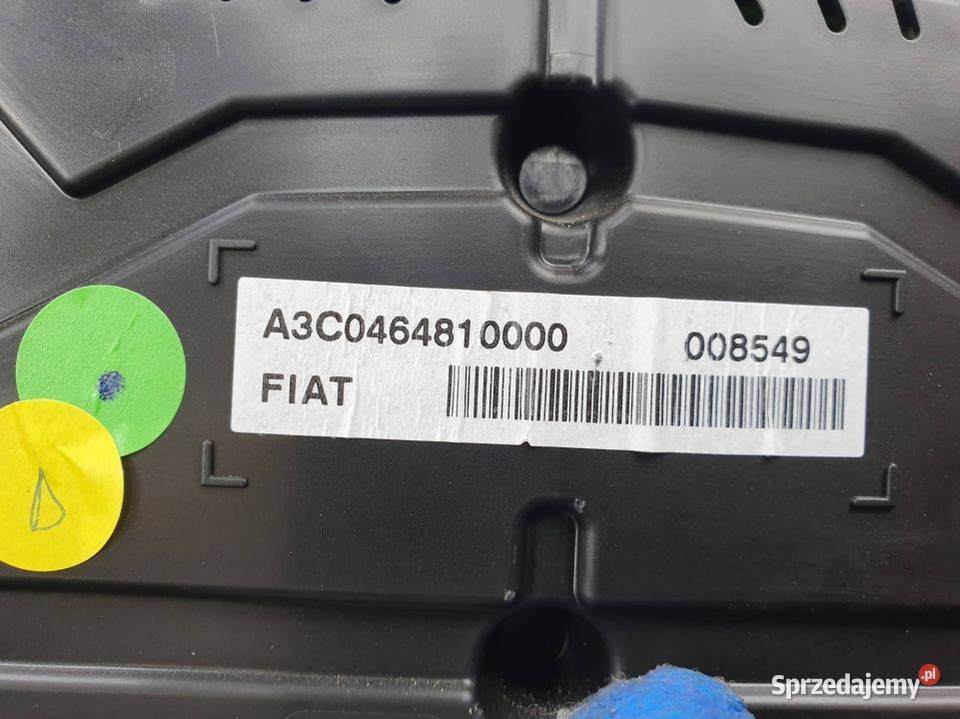 A3C0464810000 008549
FIAT
D
Sprzedajemy.pl